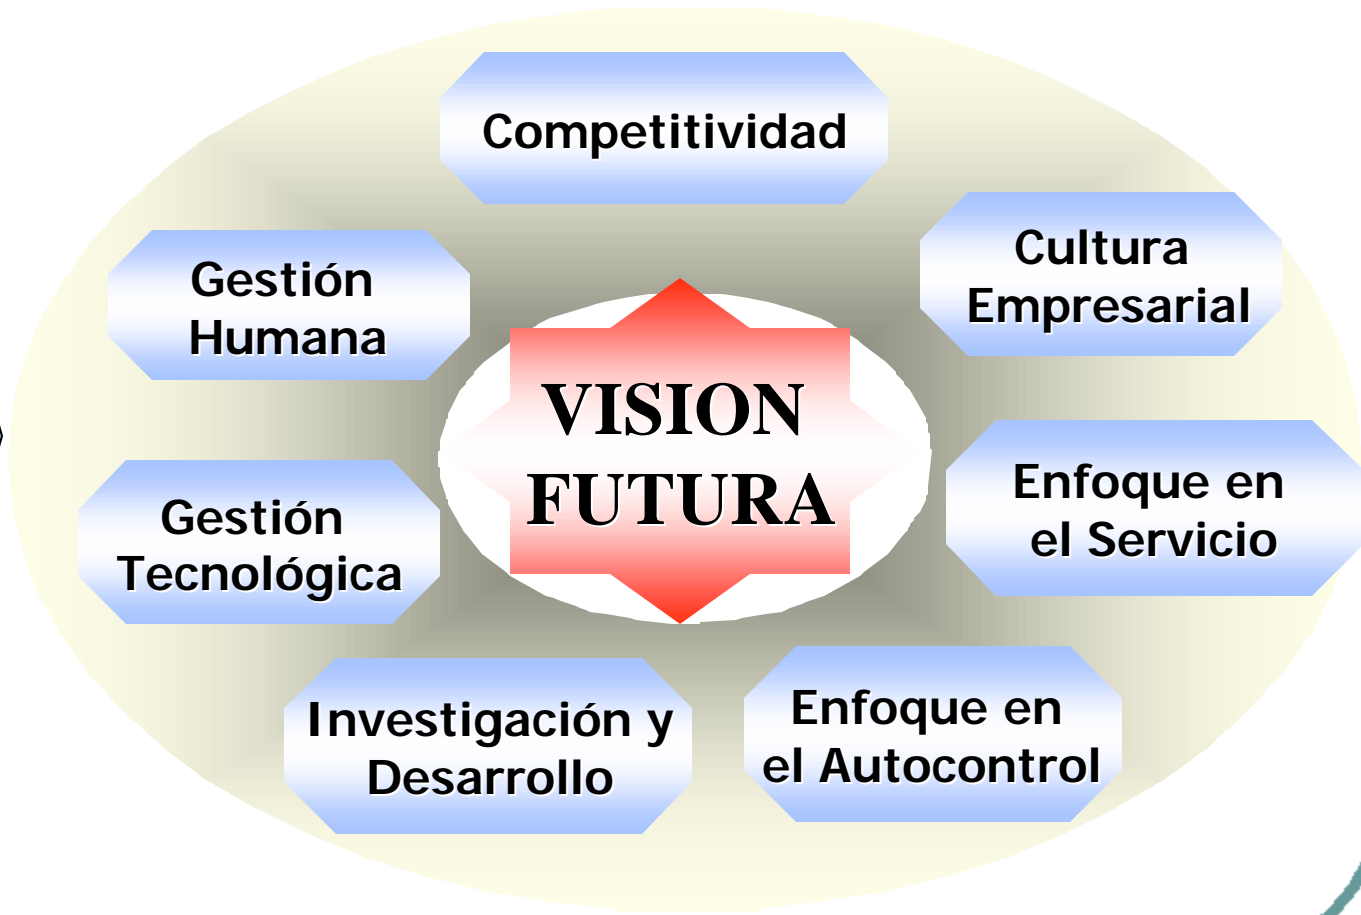 Competitividad
Cultura
Empresarial
Gestión
Humana
VISION
FUTURA
Enfoque en
el Servicio
Gestión
Tecnológica
Investigación y
Desarrollo
Enfoque en
el Autocontrol